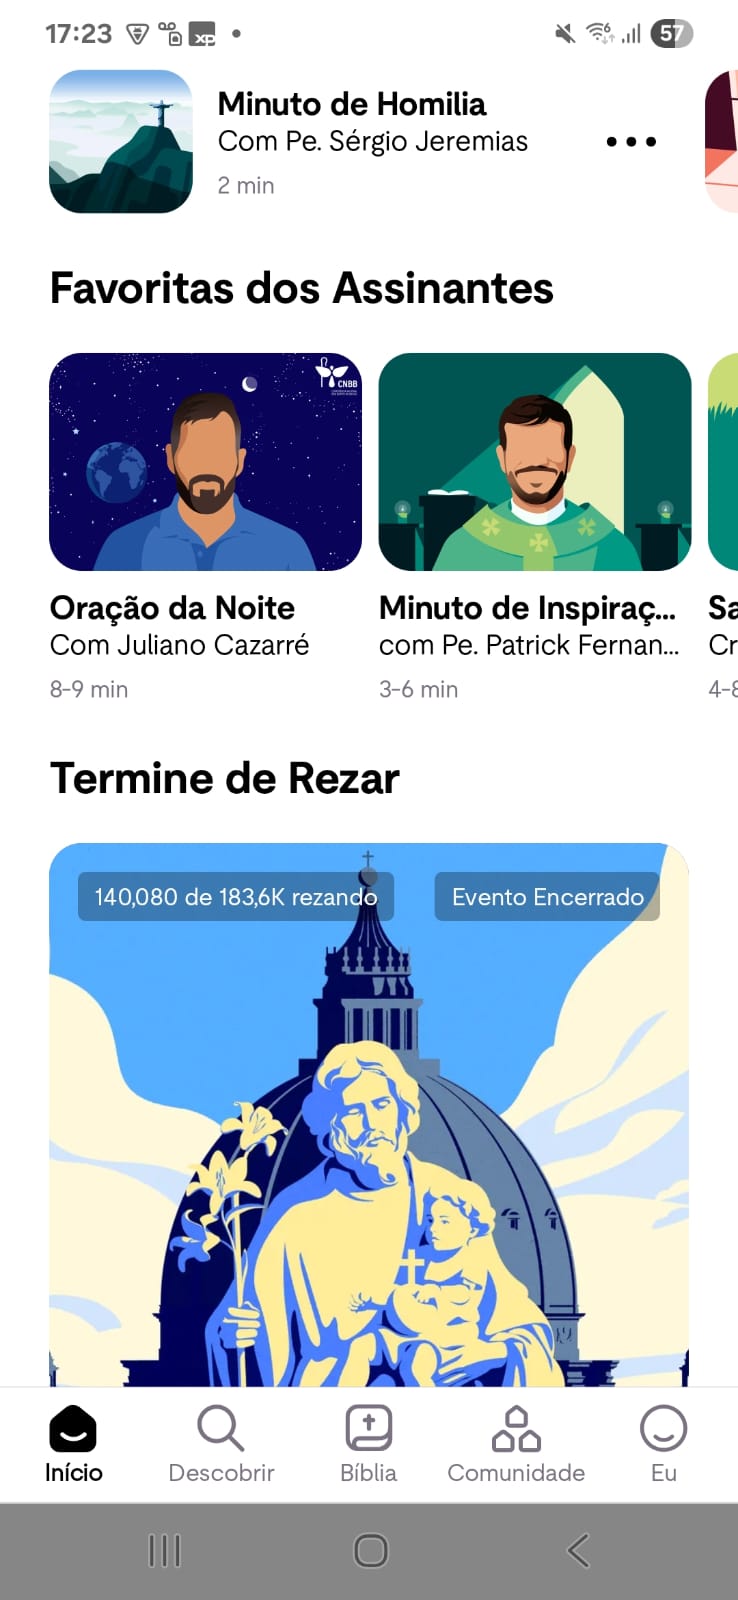 17:23
57
Minuto de Homilia
Com Pe. Sérgio Jeremias
2 min
Favoritas dos Assinantes
CNBB
Oração da Noite
Com Juliano Cazarré
8-9 min
Minuto de Inspiraç...
com Pe. Patrick Fernan...
3-6 min
Sa
Cr
4-8
Termine de Rezar
140,080 de 183,6K rezando
Evento Encerrado
Início
Descobrir
Bíblia
Comunidade
Eu